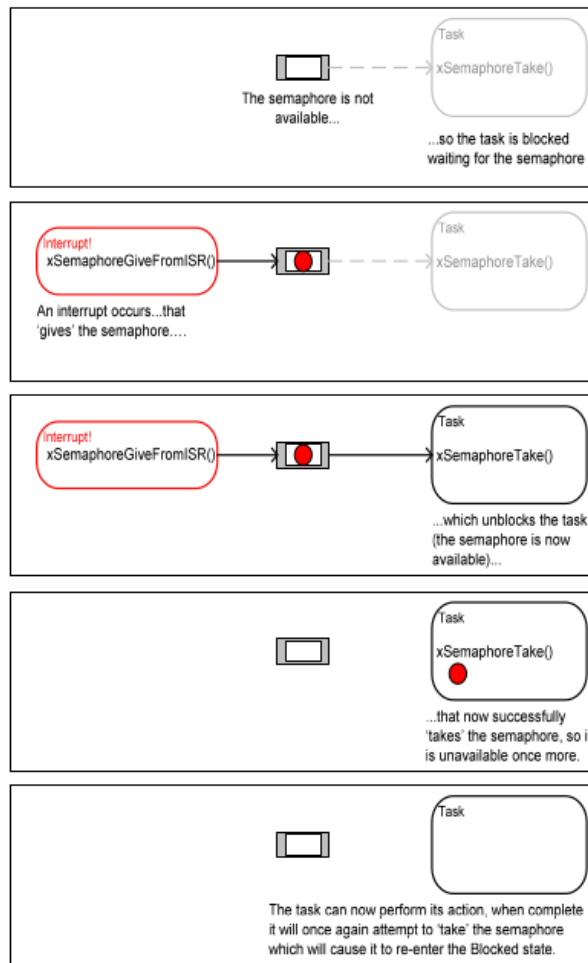 Task
xSemaphoreTake()
The semaphore is not
available...
...so the task is blocked
waiting for the semaphore
Interrupt!
xSemaphoreGiveFromISR()
Task
xSemaphoreTake()
An interrupt occurs...that
'gives' the semaphore....
Interrupt!
xSemaphoreGiveFromISR()
Task
xSemaphoreTake()
...which unblocks the task
(the semaphore is now
available)...
Task
xSemaphoreTake()
...that now successfully
'takes' the semaphore, so i
is unavailable once more.
Task
The task can now perform its action, when complete
it will once again attempt to 'take' the semaphore
which will cause it to re-enter the Blocked state.